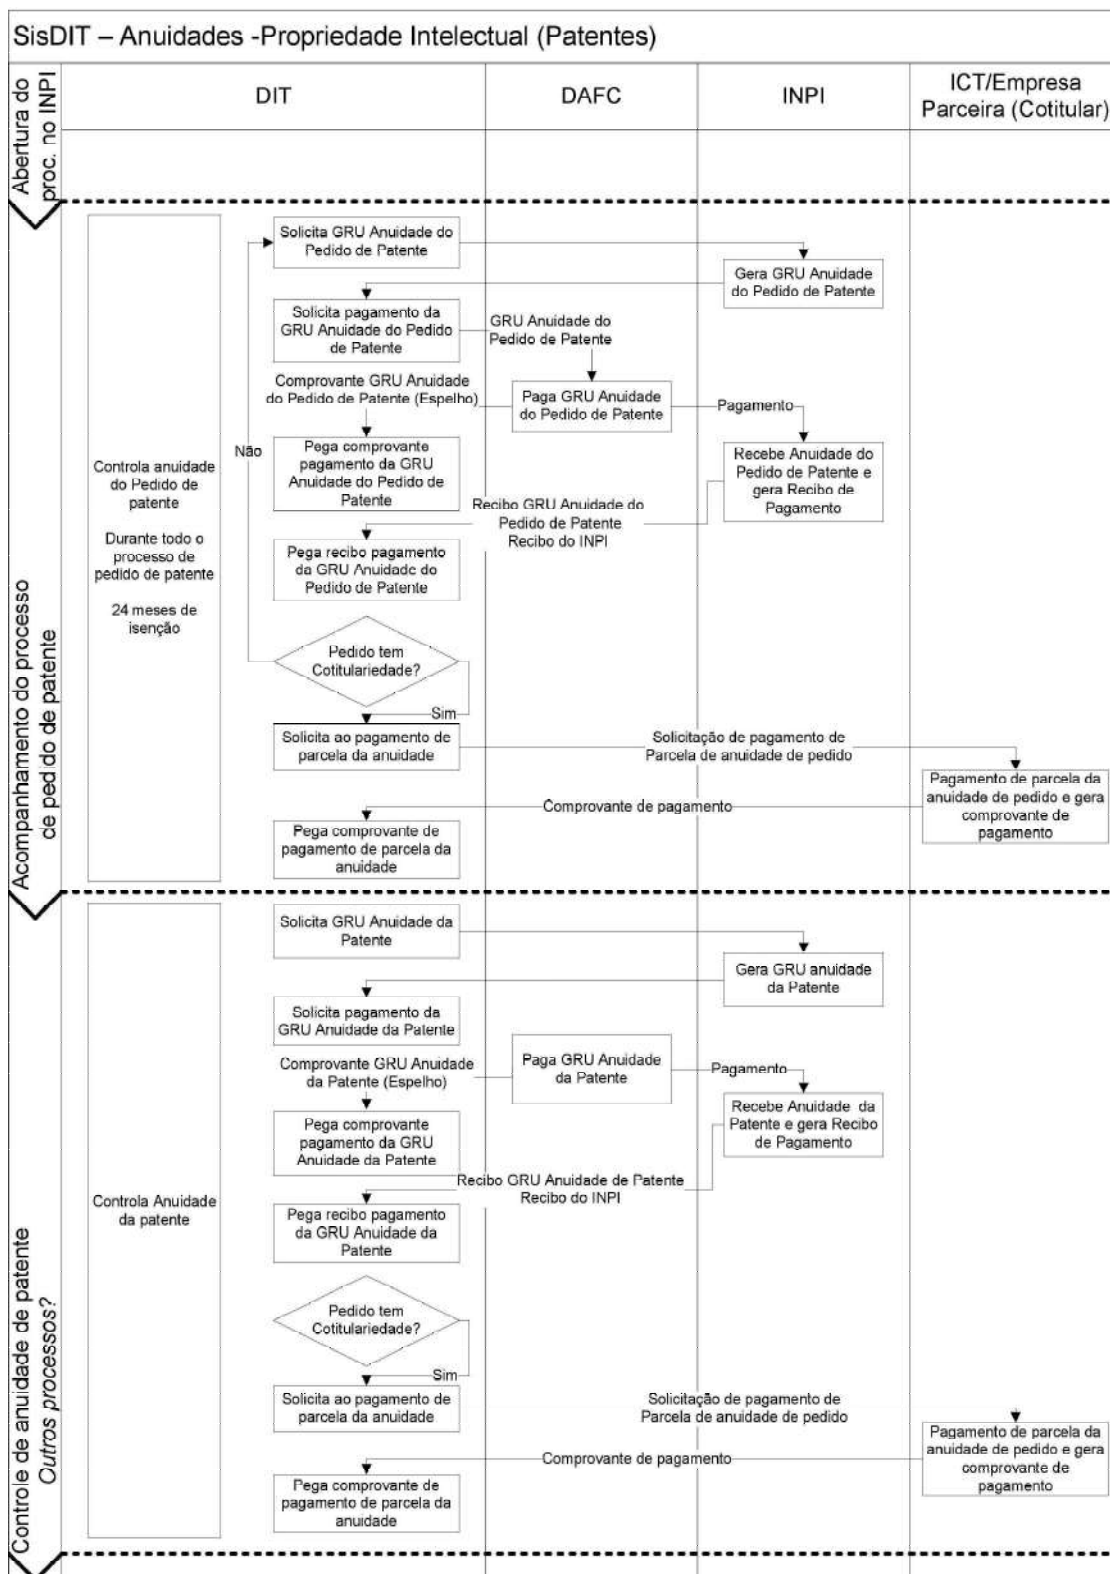 SisDIT – Anuidades -Propriedade Intelectual (Patentes)
Abertura do
proc. no INPI
DIT
DAFC
INPI
ICT/Empresa
Parceira (Cotitular)
Acompanhamento do processo
de pedido de patente
Controla anuidade
do Pedido de
patente
Durante todo o
processo de
pedido de patente
24 meses de
isenção
Solicita GRU Anuidade do
Pedido de Patente
Gera GRU Anuidade
do Pedido de Patente
Solicita pagamento da
GRU Anuidade do Pedido
de Patente
GRU Anuidade do
Pedido de Patente
Comprovante GRU Anuidade
do Pedido de Patente (Espelho)
Paga GRU Anuidade
do Pedido de Patente
Pagamento
Não
Pega comprovante
pagamento da GRU
Anuidade do Pedido de
Patente
Recebe Anuidade do
Pedido de Patente e
gera Recibo de
Pagamento
Recibo GRU Anuidade do
Pedido de Patente
Recibo do INPI
Pega recibo pagamento
da GRU Anuidade do
Pedido de Patente
Pedido tem
Cotitulariedade?
Sim
Solicita ao pagamento de
parcela da anuidade
Solicitação de pagamento de
Parcela de anuidade de pedido
Pagamento de parcela da
anuidade de pedido e gera
comprovante de
pagamento
Comprovante de pagamento
Pega comprovante de
pagamento de parcela da
anuidade
Controle de anuidade de patente
Outros processos?
Controla Anuidade
da patente
Solicita GRU Anuidade da
Patente
Gera GRU anuidade
da Patente
Solicita pagamento da
GRU Anuidade da Patente
Comprovante GRU Anuidade
da Patente (Espelho)
Paga GRU Anuidade
da Patente
Pagamento
Pega comprovante
pagamento da GRU
Anuidade da Patente
Recebe Anuidade da
Patente e gera Recibo
de Pagamento
Recibo GRU Anuidade de Patente
Recibo do INPI
Pega recibo pagamento
da GRU Anuidade da
Patente
Pedido tem
Cotitulariedade?
Sim
Solicita ao pagamento de
parcela da anuidade
Solicitação de pagamento de
Parcela de anuidade de pedido
Pagamento de parcela da
anuidade de pedido e gera
comprovante de
pagamento
Comprovante de pagamento
Pega comprovante de
pagamento de parcela da
anuidade